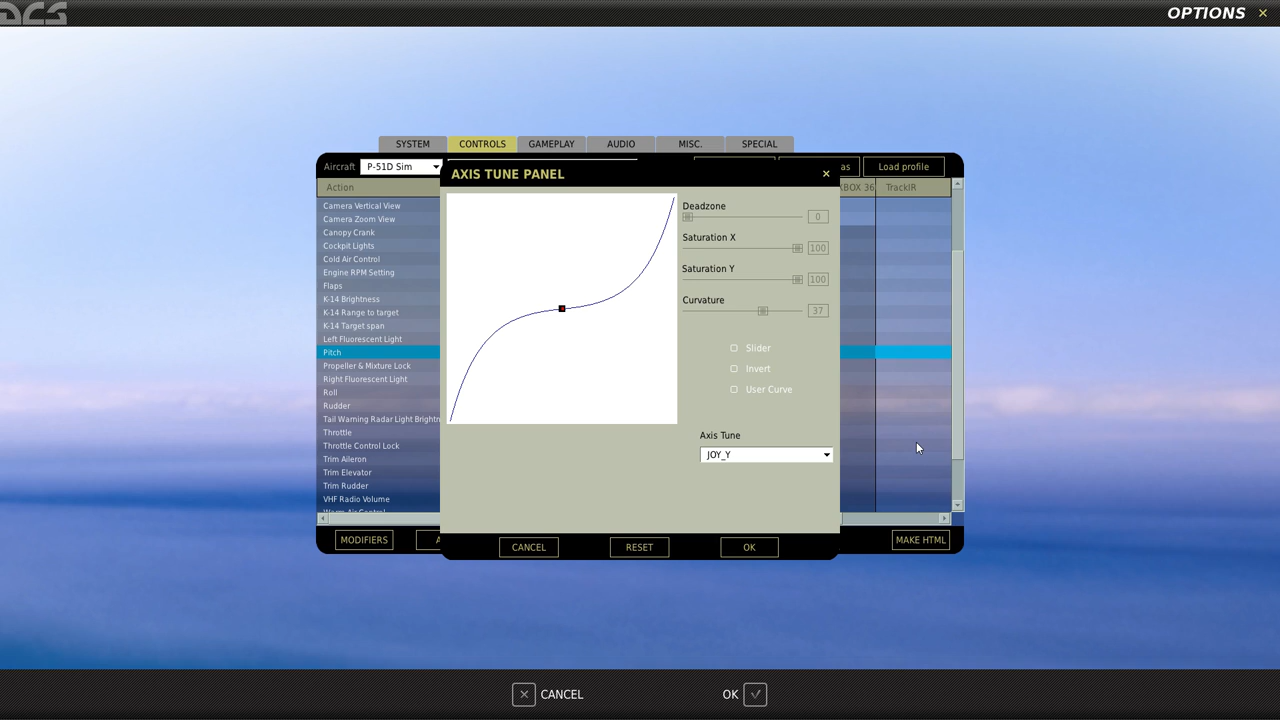 DCS
OPTIONS
SYSTEM
CONTROLS
GAMEPLAY
AUDIO
MISC.
SPECIAL
Aircraft
P-51D Sim
as
Load profile
AXIS TUNE PANEL
Action
XBOX 36
TrackIR
Camera Vertical View
Camera Zoom View
Canopy Crank
Cockpit Lights
Cold Air Control
Engine RPM Setting
Flaps
K-14 Brightness
K-14 Range to target
K-14 Target span
Left Fluorescent Light
Pitch
Propeller & Mixture Lock
Right Fluorescent Light
Roll
Rudder
Tail Warning Radar Light Brightn
Throttle
Throttle Control Lock
Trim Aileron
Trim Elevator
Trim Rudder
VHF Radio Volume
Warm Air Control
Deadzone
0
Saturation X
100
Saturation Y
100
Curvature
37
Slider
Invert
User Curve
Axis Tune
JOY_Y
MODIFIERS
A
CANCEL
RESET
OK
MAKE HTML
CANCEL
OK